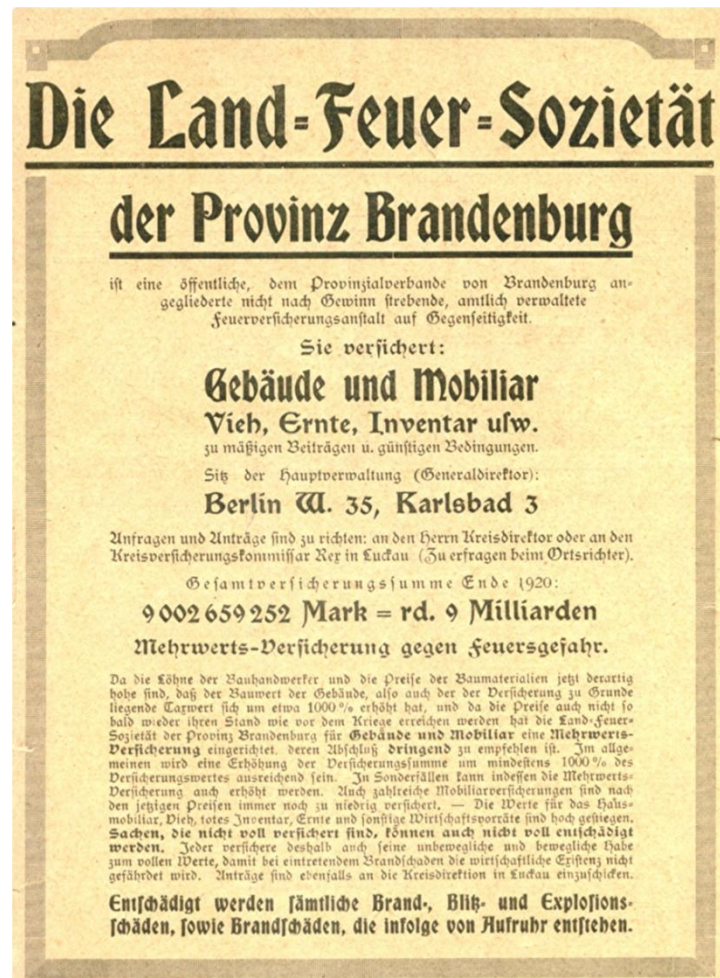 Die Land-Feuer-Sozietät
der Provinz Brandenburg
ist eine öffentliche, dem Provinzialverbande von Brandenburg an-
gegliederte nicht nach Gewinn strebende, amtlich verwaltete
Feuerversicherungsanstalt auf Gegenseitigkeit.
Sie versichert:
Gebäude und Mobiliar
Vieh, Ernte, Inventar usw.
zu mäßigen Beiträgen u. günstigen Bedingungen.
Sitz der Hauptverwaltung (Generaldirektor):
Berlin W. 35, Karlsbad 3
Anfragen und Anträge sind zu richten: an den Herrn Kreisdirektor oder an den
Kreisversicherungskommissar Rex in Luckau (Zu erfragen beim Ortsrichter).
Gesamtversicherungssumme Ende 1920:
9 002 659 252 Mark = rd. 9 Milliarden
Mehrwerts-Versicherung gegen Feuersgefahr.
Da die Löhne der Bauhandwerker und die Preise der Baumaterialien jetzt derartig
hohe sind, daß der Bauwert der Gebäude, also auch der der Versicherung zu Grunde
liegende Taxwert sich um etwa 1000 % erhöht hat, und da die Preise auch nicht so
bald wieder ihren Stand wie vor dem Kriege erreichen werden hat die Land-Feuer-
Sozietät der Provinz Brandenburg für Gebäude und Mobiliar eine Mehrwerts-
Versicherung eingerichtet. deren Abschluß dringend zu empfehlen ist. Im allge-
meinen wird eine Erhöhung der Versicherungssumme um mindestens 1000 % des
Versicherungswertes ausreichend sein. In Sonderfällen kann indessen die Mehrwerts-
Versicherung auch erhöht werden. Auch zahlreiche Mobiliarversicherungen sind nach
den jetzigen Preisen immer noch zu niedrig versichert. — Die Werte für das Haus-
mobiliar, Vieh, totes Inventar, Ernte und sonstige Wirtschaftsvorräte sind hoch gestiegen.
Sachen, die nicht voll versichert sind, können auch nicht voll entschädigt
werden. Jeder versichere deshalb auch seine unbewegliche und bewegliche Habe
zum vollen Werte, damit bei eintretendem Brandschaden die wirtschaftliche Existenz nicht
gefährdet wird. Anträge sind ebenfalls an die Kreisdirektion in Luckau einzuschicken.
Entschädigt werden sämtliche Brand-, Blitz- und Explosions-
schäden, sowie Brandschäden, die infolge von Aufruhr entstehen.